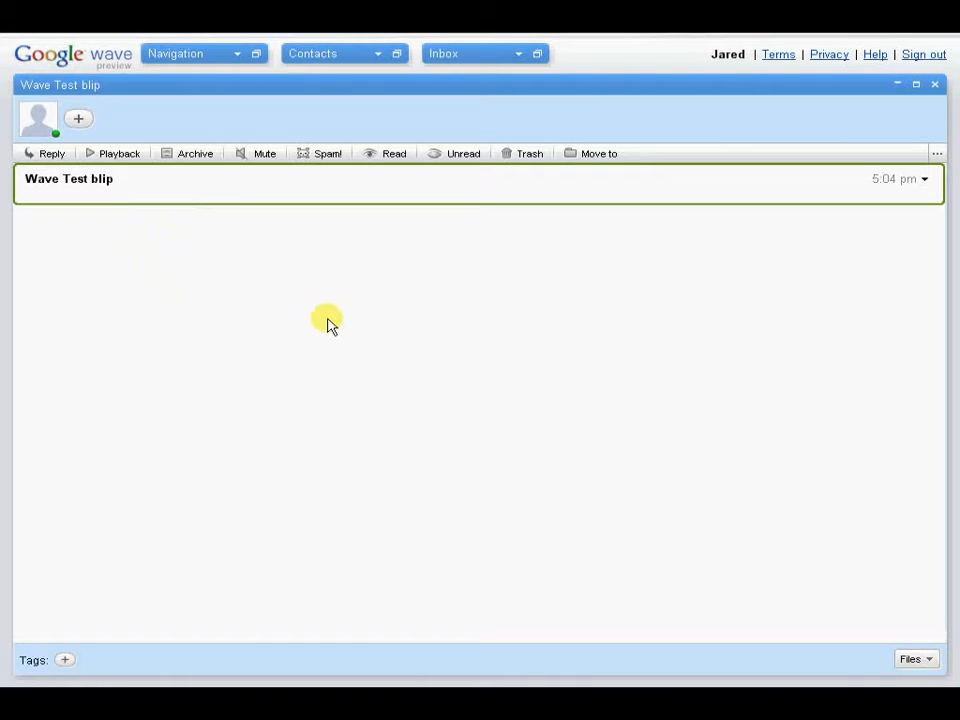 Google wave Navigation Contacts Inbox Jared | Terms | Privacy | Help | Sign out
preview
Wave Test blip
Reply Playback Archive Mute Spam! Read Unread Trash Move to ...
Wave Test blip 5:04 pm
Tags: Files